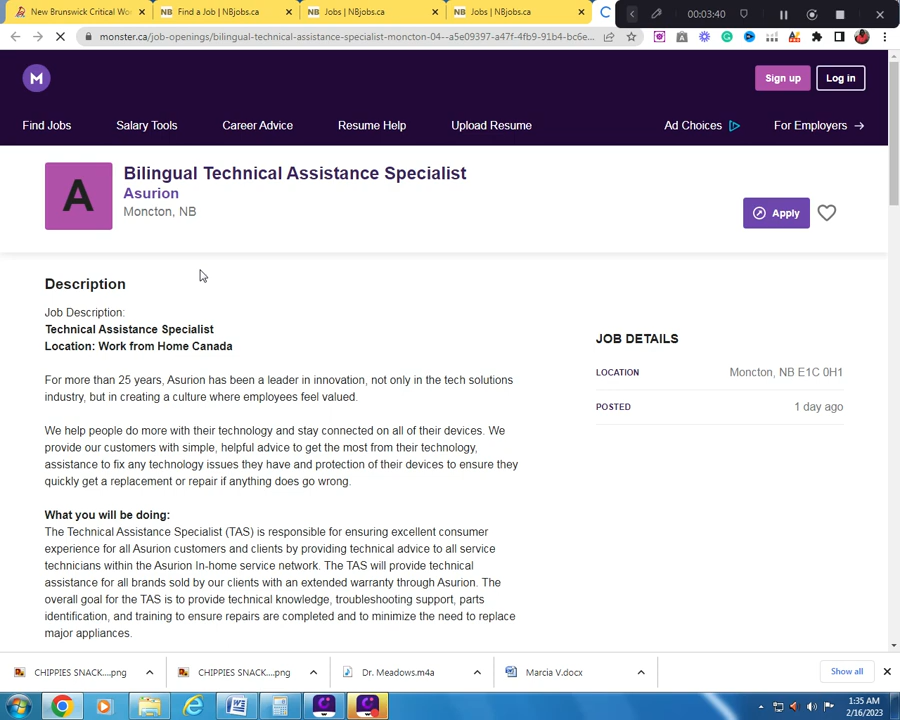 New Brunswick Critical Wo
NB Find a Job | NBjobs.ca
NB Jobs | NBjobs.ca
NB Jobs | NBjobs.ca
00:03:40
monster.ca/job-openings/bilingual-technical-assistance-specialist-moncton-04--a5e09397-a47f-4fb9-91b4-bc6e...
M
Sign up
Log in
Find Jobs
Salary Tools
Career Advice
Resume Help
Upload Resume
Ad Choices
For Employers
A
Bilingual Technical Assistance Specialist
Asurion
Moncton, NB
Apply
Description
Job Description:
Technical Assistance Specialist
Location: Work from Home Canada
For more than 25 years, Asurion has been a leader in innovation, not only in the tech solutions
industry, but in creating a culture where employees feel valued.
We help people do more with their technology and stay connected on all of their devices. We
provide our customers with simple, helpful advice to get the most from their technology,
assistance to fix any technology issues they have and protection of their devices to ensure they
quickly get a replacement or repair if anything does go wrong.
What you will be doing:
The Technical Assistance Specialist (TAS) is responsible for ensuring excellent consumer
experience for all Asurion customers and clients by providing technical advice to all service
technicians within the Asurion In-home service network. The TAS will provide technical
assistance for all brands sold by our clients with an extended warranty through Asurion. The
overall goal for the TAS is to provide technical knowledge, troubleshooting support, parts
identification, and training to ensure repairs are completed and to minimize the need to replace
major appliances.
JOB DETAILS
LOCATION
Moncton, NB E1C 0H1
POSTED
1 day ago
CHIPPIES SNACK....png
CHIPPIES SNACK....png
Dr. Meadows.m4a
Marcia V.docx
Show all
1:35 AM
2/16/2023